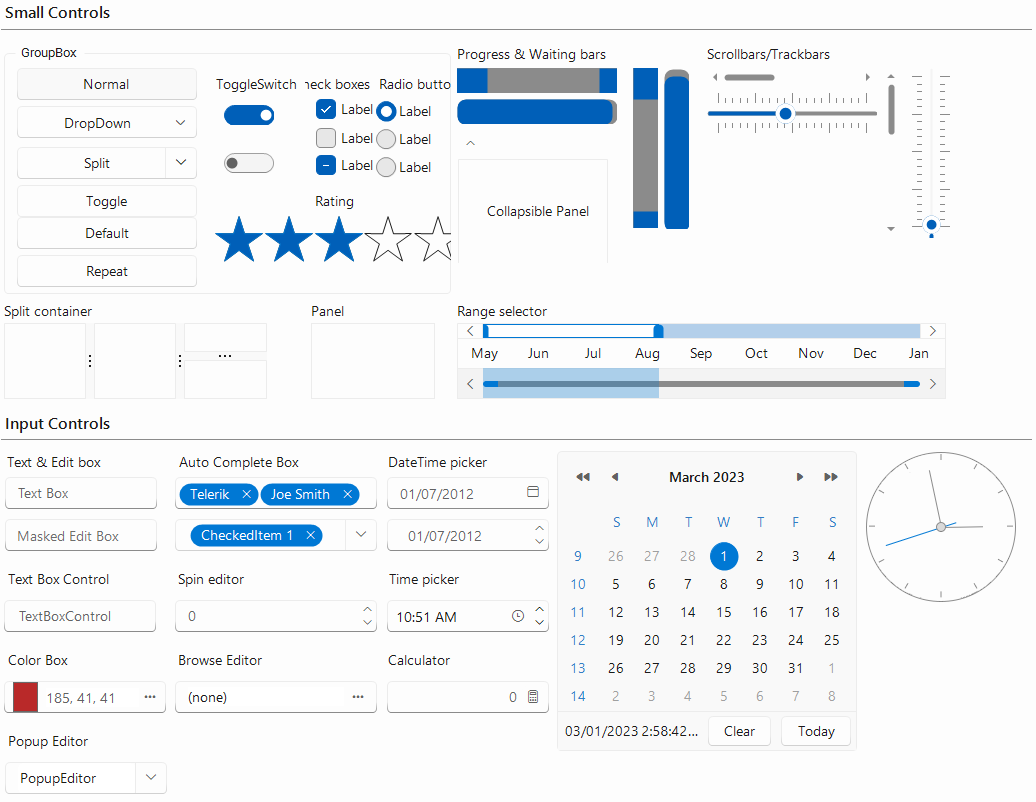 Small Controls
GroupBox
Normal
DropDown
Split
Toggle
Default
Repeat
ToggleSwitch
heck boxes
Radio butto
Label
Label
Label
Label
Label
Label
Rating
Progress & Waiting bars
Collapsible Panel
Scrollbars/Trackbars
Split container
Panel
Range selector
May Jun Jul Aug Sep Oct Nov Dec Jan
Input Controls
Text & Edit box
Text Box
Masked Edit Box
Text Box Control
TextBoxControl
Color Box
185, 41, 41
Popup Editor
PopupEditor
Auto Complete Box
Telerik
Joe Smith
CheckedItem 1
Spin editor
0
Browse Editor
(none)
DateTime picker
01/07/2012
01/07/2012
Time picker
10:51 AM
Calculator
0
March 2023
S M T W T F S
9 26 27 28 1 2 3 4
10 5 6 7 8 9 10 11
11 12 13 14 15 16 17 18
12 19 20 21 22 23 24 25
13 26 27 28 29 30 31 1
14 2 3 4 5 6 7 8
03/01/2023 2:58:42...
Clear
Today